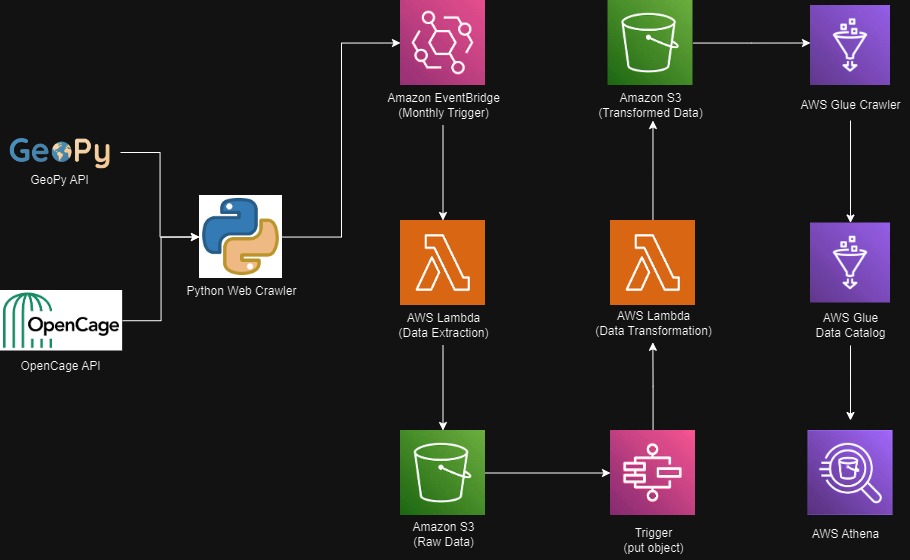 GeoPy
GeoPy API
OpenCage
OpenCage API
Python Web Crawler
Amazon EventBridge
(Monthly Trigger)
AWS Lambda
(Data Extraction)
Amazon S3
(Raw Data)
Trigger
(put object)
AWS Lambda
(Data Transformation)
Amazon S3
(Transformed Data)
AWS Glue Crawler
AWS Glue
Data Catalog
AWS Athena